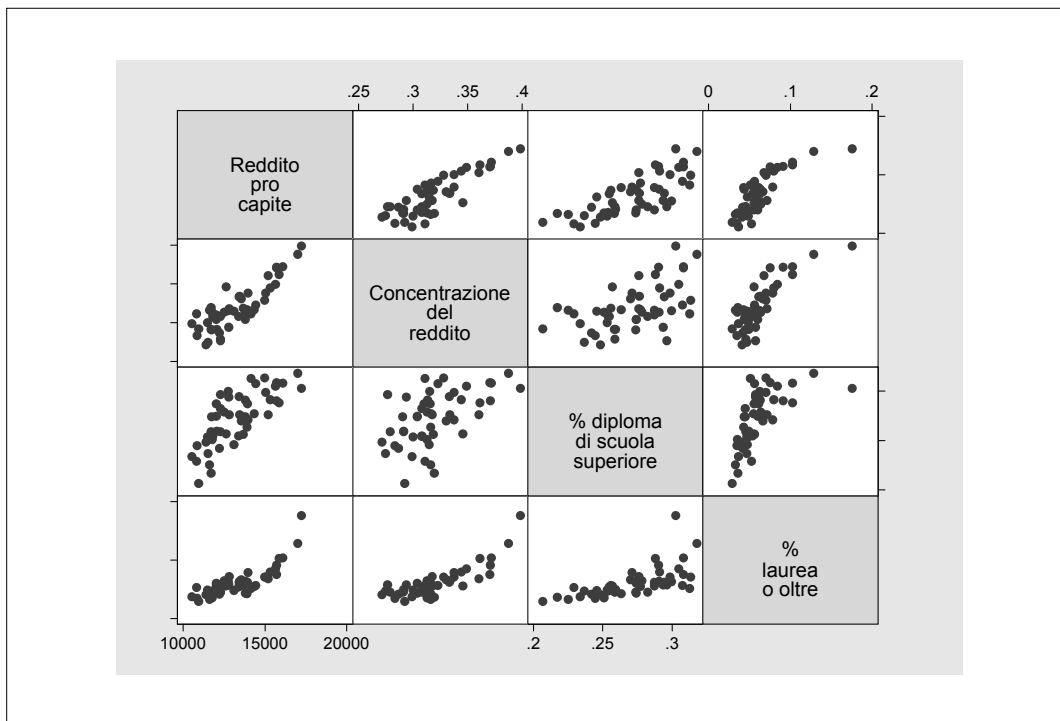 .25 .3 .35 .4
0 .1 .2
Reddito
pro
capite
Concentrazione
del
reddito
% diploma
di scuola
superiore
%
laurea
o oltre
10000 15000 20000
.2 .25 .3